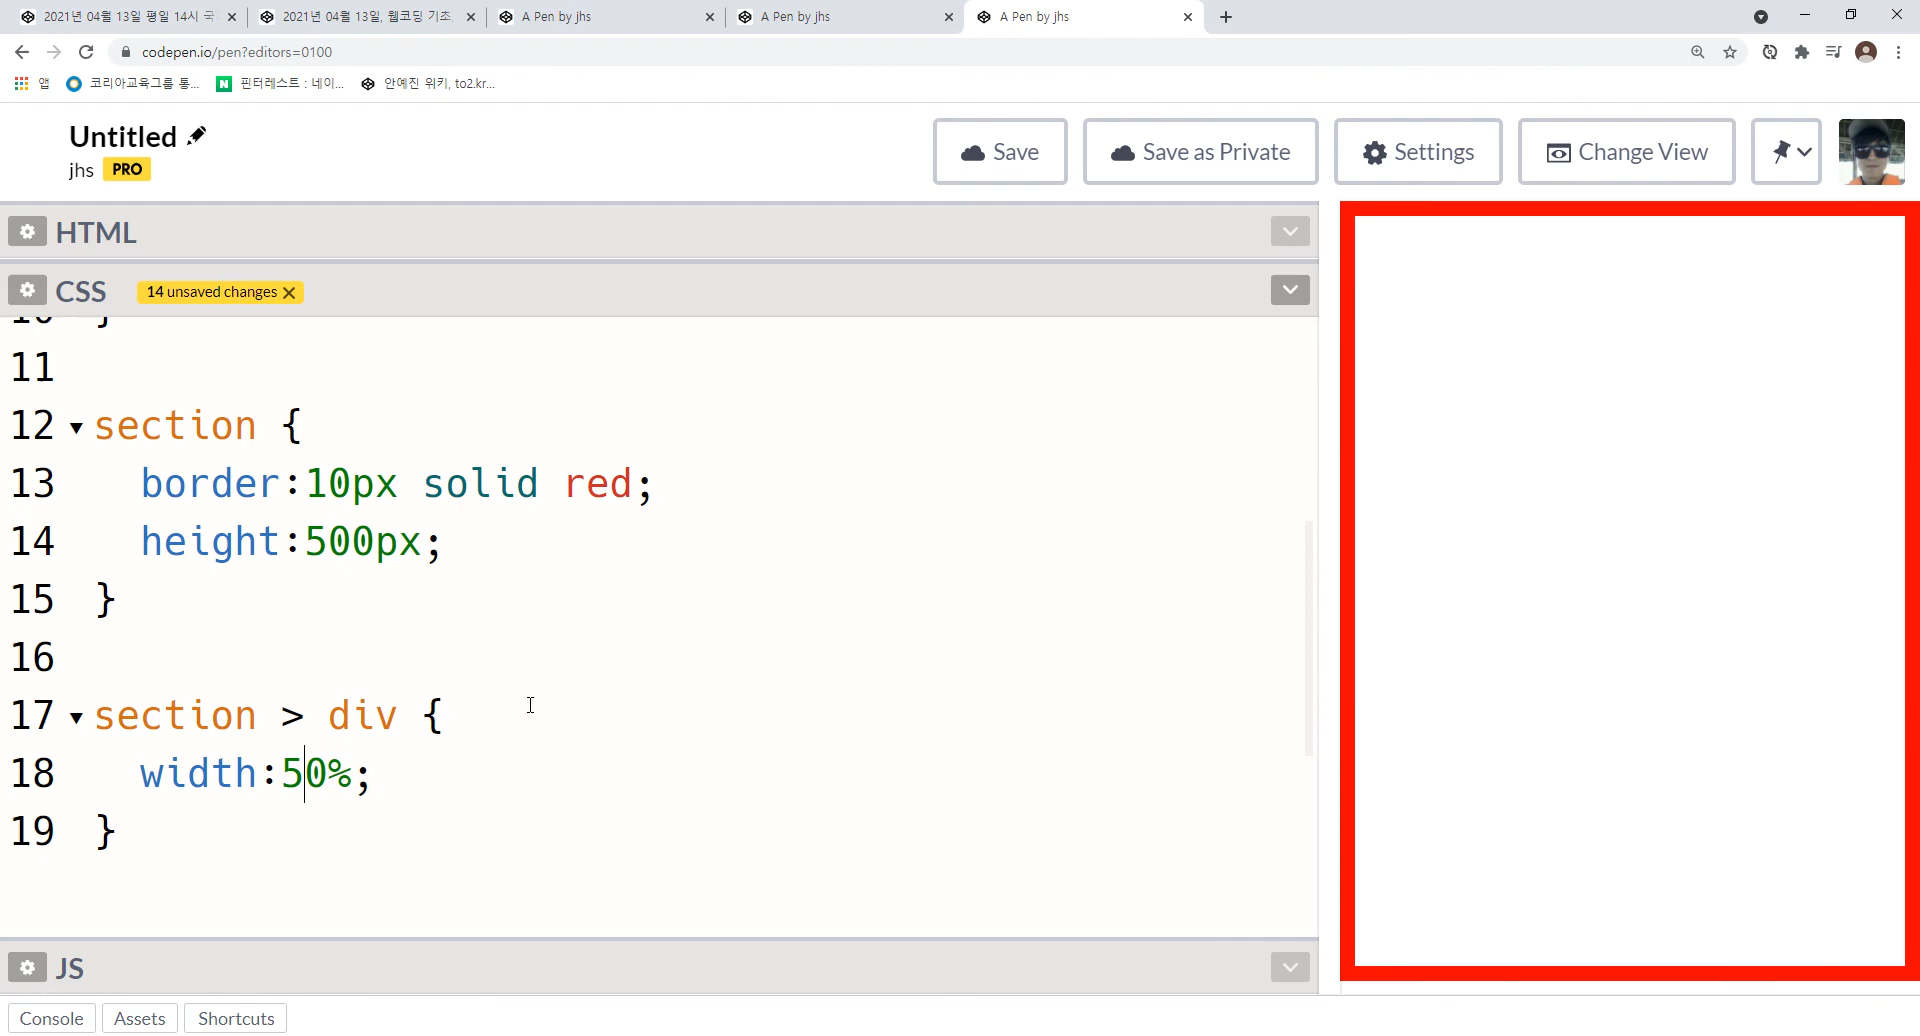 2021년 04월 13일 평일 14시 국
2021년 04월 13일, 웹코딩 기초,
A Pen by jhs
A Pen by jhs
A Pen by jhs
codepen.io/pen?editors=0100
앱
코리아교육그룹 통...
핀터레스트 : 네이...
안예진 위키, to2.kr...
Untitled
jhs PRO
Save
Save as Private
Settings
Change View
HTML
CSS
14 unsaved changes
10 }
11
12 section {
13 border:10px solid red;
14 height:500px;
15 }
16
17 section > div {
18 width:50%;
19 }
JS
Console
Assets
Shortcuts